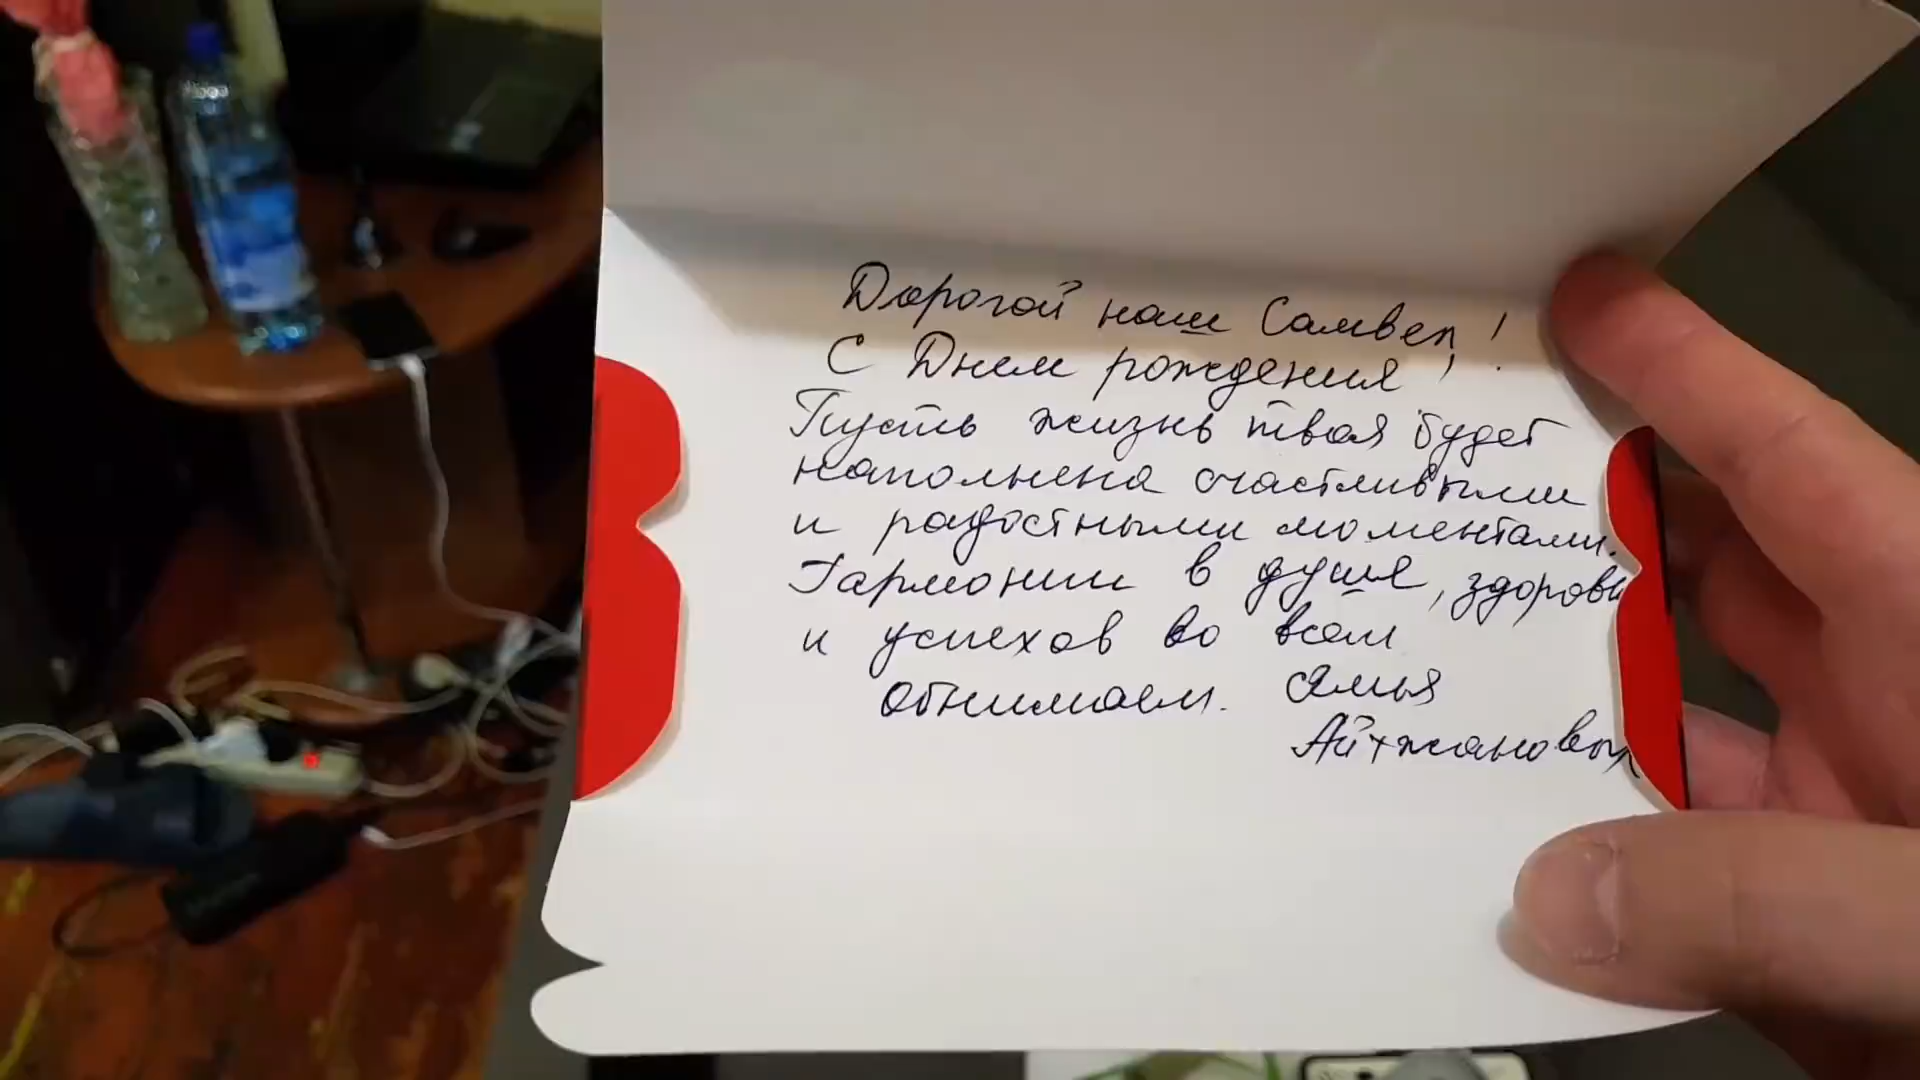 Дорогой наш Самвел!
С Днем рождения!
Пусть жизнь твоя будет
наполнена счастливыми
и радостными моментами.
Гармонии в душе, здоровь
и успехов во всем
Обнимаем. Семья
Айтжановых